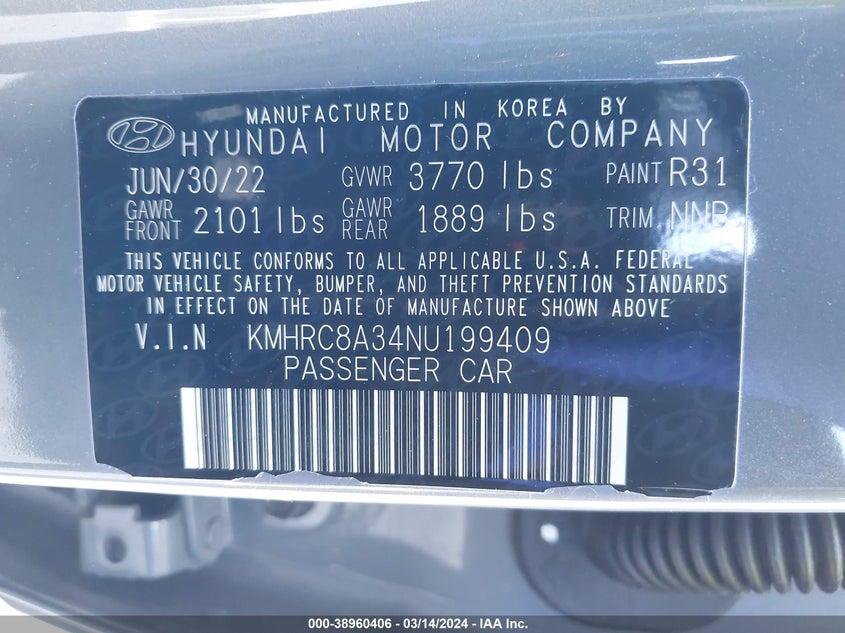 MANUFACTURED IN KOREA BY
HYUNDAI MOTOR COMPANY
JUN/30/22 GVWR 3770 lbs PAINT R31
GAWR FRONT 2101 lbs GAWR REAR 1889 lbs TRIM NNB
THIS VEHICLE CONFORMS TO ALL APPLICABLE U.S.A. FEDERAL
MOTOR VEHICLE SAFETY, BUMPER, AND THEFT PREVENTION STANDARDS
IN EFFECT ON THE DATE OF MANUFACTURE SHOWN ABOVE
V.I.N KMHRC8A34NU199409
PASSENGER CAR
000-38960406 - 03/14/2024 - IAA Inc.